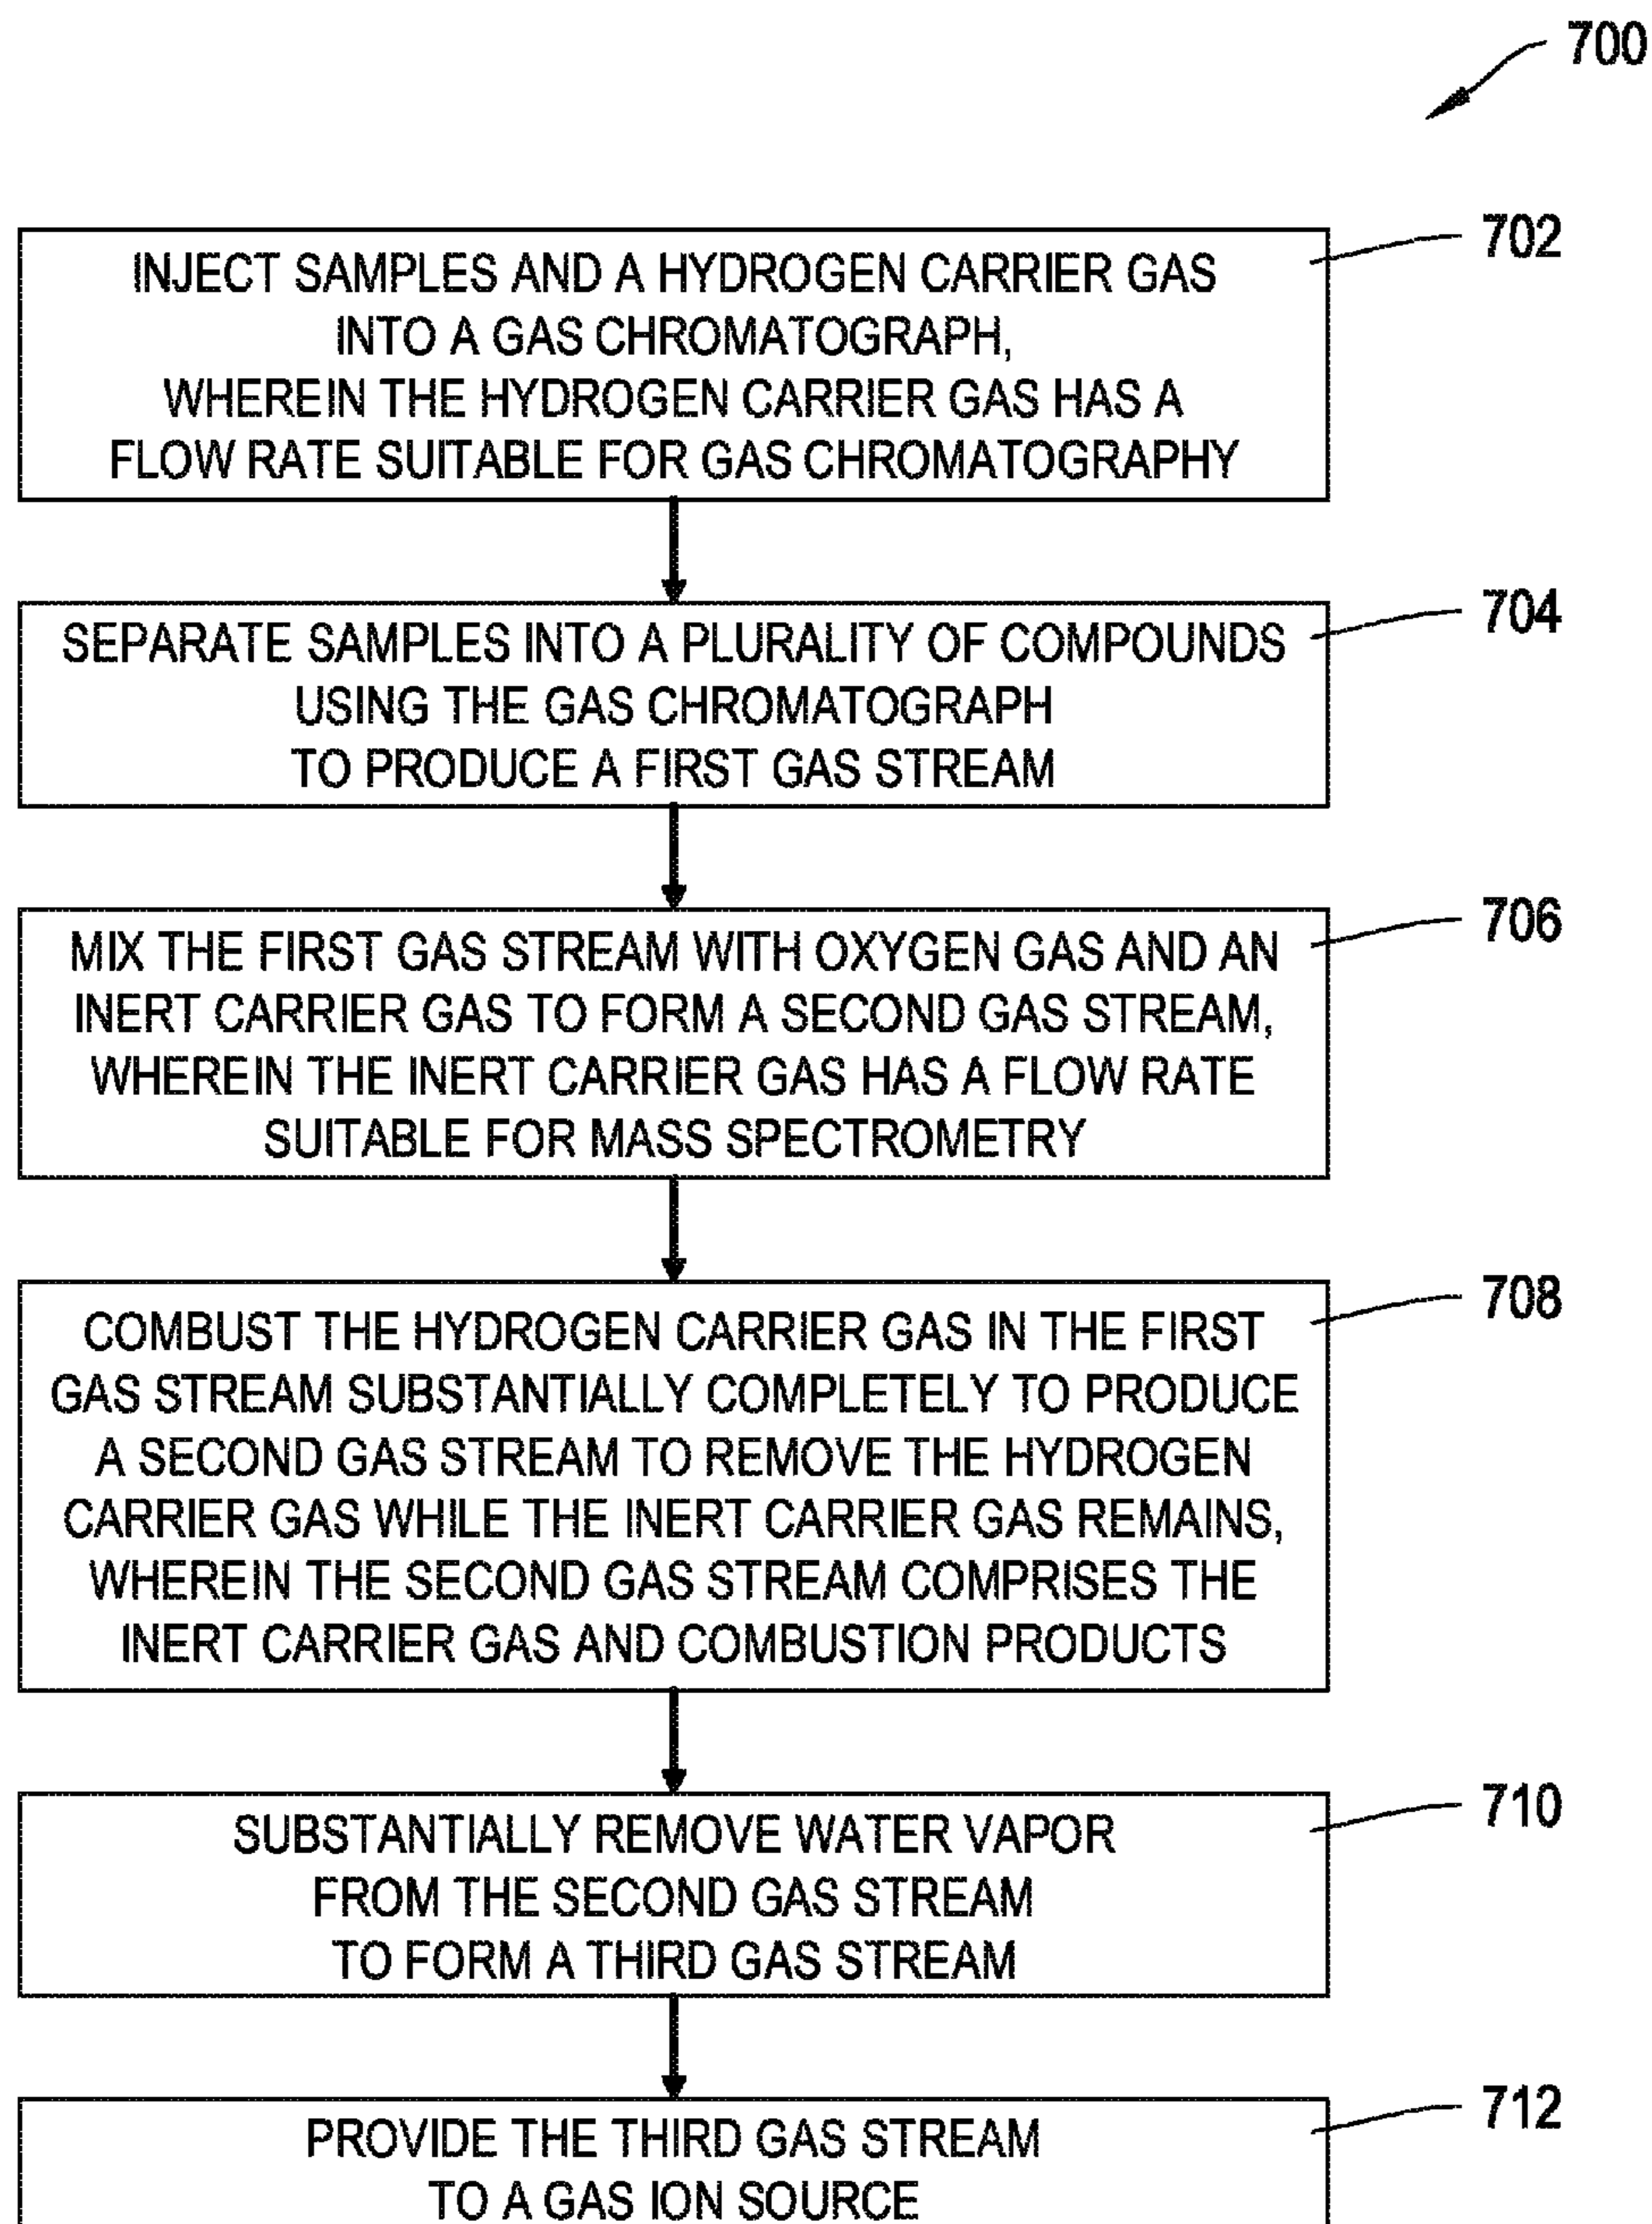 700
702
INJECT SAMPLES AND A HYDROGEN CARRIER GAS
INTO A GAS CHROMATOGRAPH,
WHEREIN THE HYDROGEN CARRIER GAS HAS A
FLOW RATE SUITABLE FOR GAS CHROMATOGRAPHY
704
SEPARATE SAMPLES INTO A PLURALITY OF COMPOUNDS
USING THE GAS CHROMATOGRAPH
TO PRODUCE A FIRST GAS STREAM
706
MIX THE FIRST GAS STREAM WITH OXYGEN GAS AND AN
INERT CARRIER GAS TO FORM A SECOND GAS STREAM,
WHEREIN THE INERT CARRIER GAS HAS A FLOW RATE
SUITABLE FOR MASS SPECTROMETRY
708
COMBUST THE HYDROGEN CARRIER GAS IN THE FIRST
GAS STREAM SUBSTANTIALLY COMPLETELY TO PRODUCE
A SECOND GAS STREAM TO REMOVE THE HYDROGEN
CARRIER GAS WHILE THE INERT CARRIER GAS REMAINS,
WHEREIN THE SECOND GAS STREAM COMPRISES THE
INERT CARRIER GAS AND COMBUSTION PRODUCTS
710
SUBSTANTIALLY REMOVE WATER VAPOR
FROM THE SECOND GAS STREAM
TO FORM A THIRD GAS STREAM
712
PROVIDE THE THIRD GAS STREAM
TO A GAS ION SOURCE